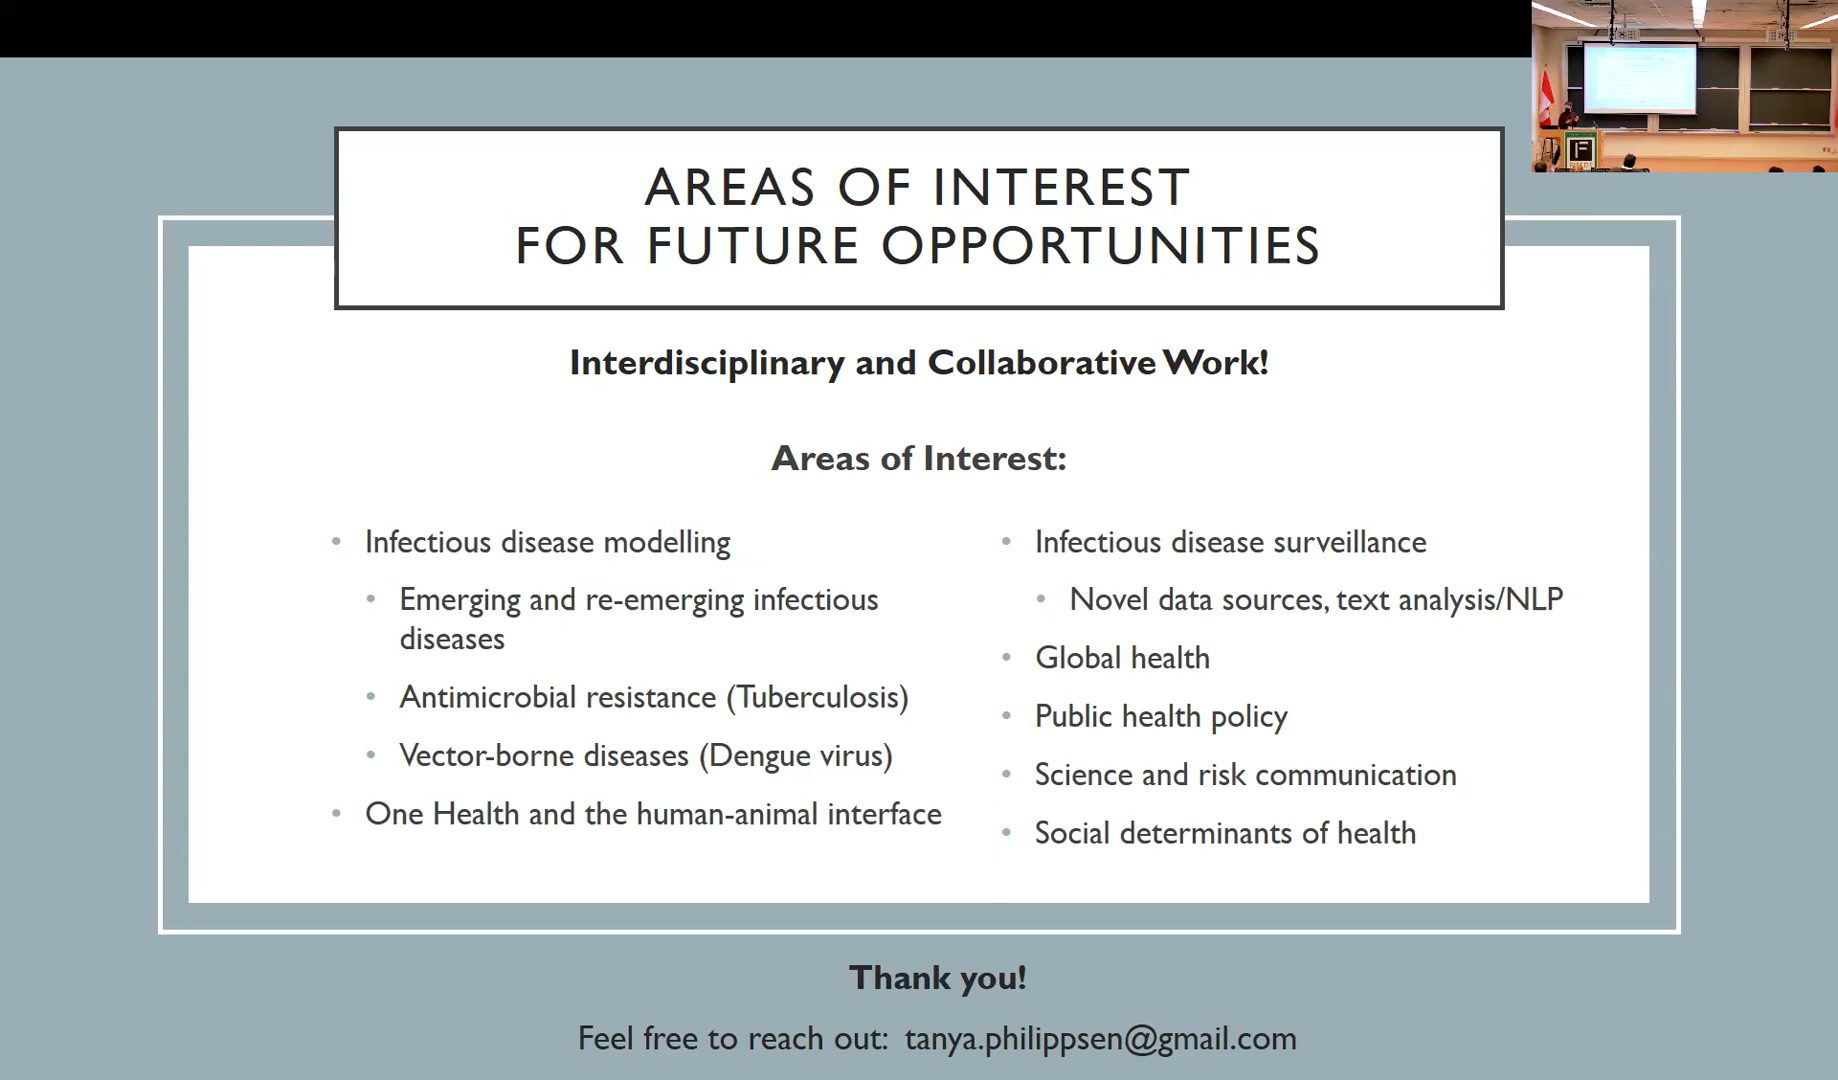 AREAS OF INTEREST
FOR FUTURE OPPORTUNITIES
Interdisciplinary and Collaborative Work!
Areas of Interest:
• Infectious disease modelling
• Emerging and re-emerging infectious
diseases
• Antimicrobial resistance (Tuberculosis)
• Vector-borne diseases (Dengue virus)
• One Health and the human-animal interface
• Infectious disease surveillance
• Novel data sources, text analysis/NLP
• Global health
• Public health policy
• Science and risk communication
• Social determinants of health
Thank you!
Feel free to reach out: tanya.philippsen@gmail.com